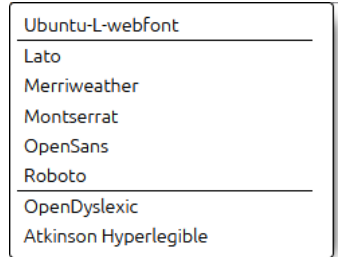 Ubuntu-L-webfont
Lato
Merriweather
Montserrat
OpenSans
Roboto
OpenDyslexic
Atkinson Hyperlegible